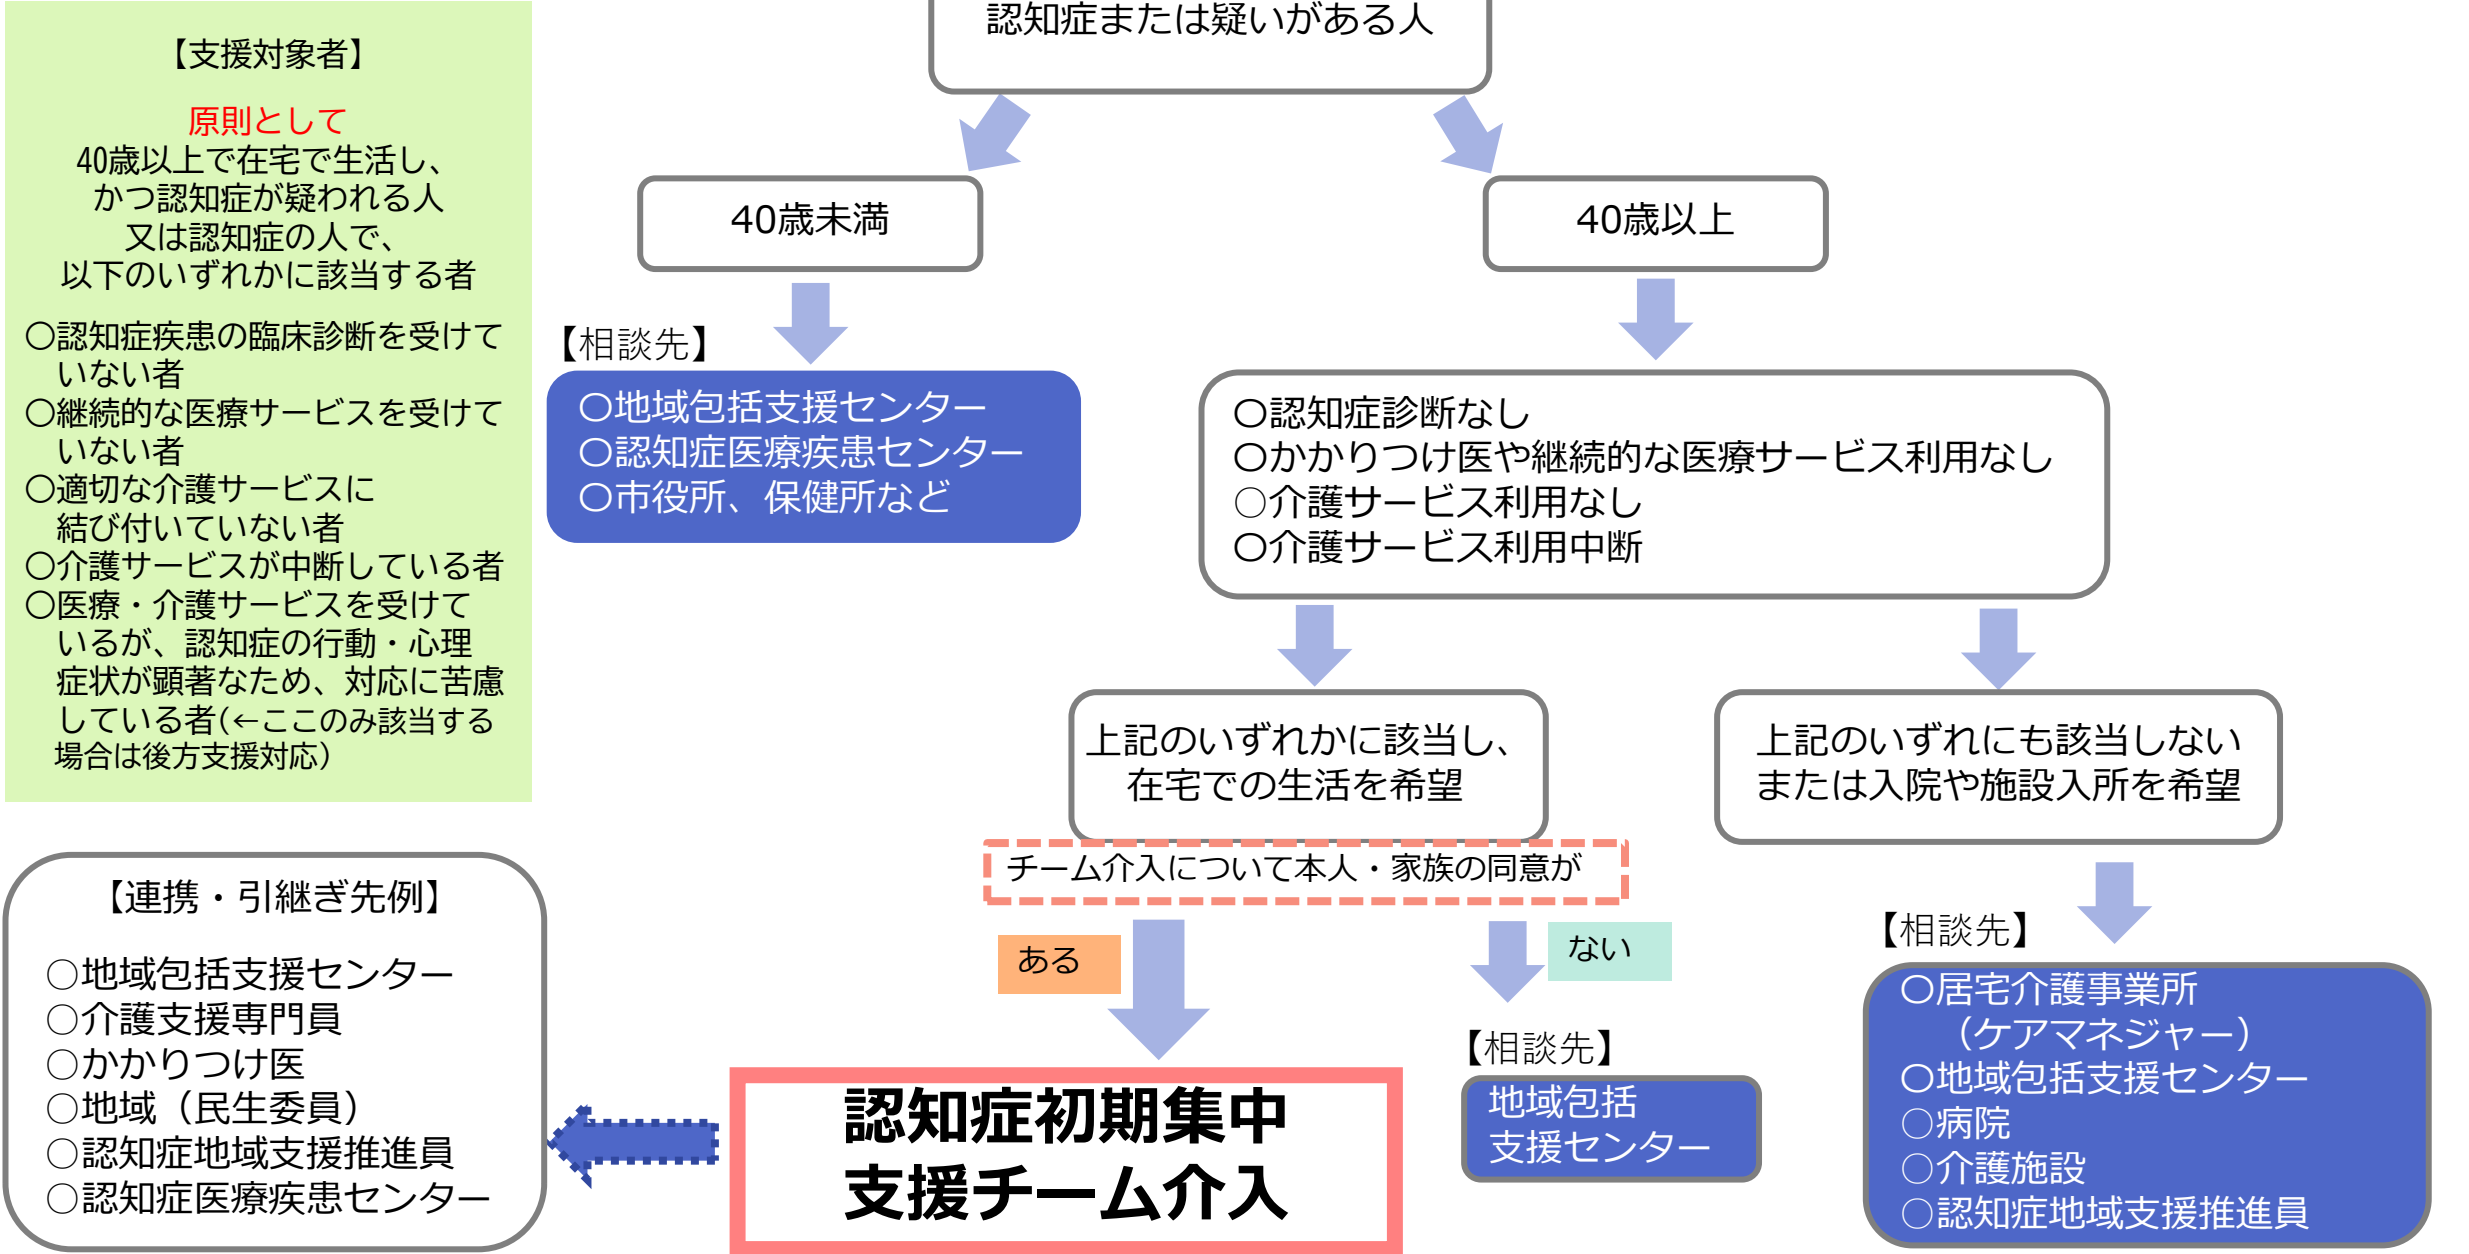 認知症または疑いがある人
【支援対象者】
原則として
40歳以上で在宅で生活し、
かつ認知症が疑われる人
又は認知症の人で、
以下のいずれかに該当する者
〇認知症疾患の臨床診断を受けて
いない者
〇継続的な医療サービスを受けて
いない者
〇適切な介護サービスに
結び付いていない者
〇介護サービスが中断している者
〇医療・介護サービスを受けて
いるが、認知症の行動・心理
症状が顕著なため、対応に苦慮
している者(←ここのみ該当する
場合は後方支援対応)
40歳未満
40歳以上
【相談先】
〇地域包括支援センター
〇認知症医療疾患センター
〇市役所、保健所など
〇認知症診断なし
〇かかりつけ医や継続的な医療サービス利用なし
○介護サービス利用なし
〇介護サービス利用中断
上記のいずれかに該当し、
在宅での生活を希望
上記のいずれにも該当しない
または入院や施設入所を希望
チーム介入について本人・家族の同意が
ある
ない
【相談先】
地域包括
支援センター
【相談先】
〇居宅介護事業所
（ケアマネジャー）
〇地域包括支援センター
○病院
○介護施設
○認知症地域支援推進員
認知症初期集中
支援チーム介入
【連携・引継ぎ先例】
○地域包括支援センター
○介護支援専門員
○かかりつけ医
○地域（民生委員）
○認知症地域支援推進員
○認知症医療疾患センター